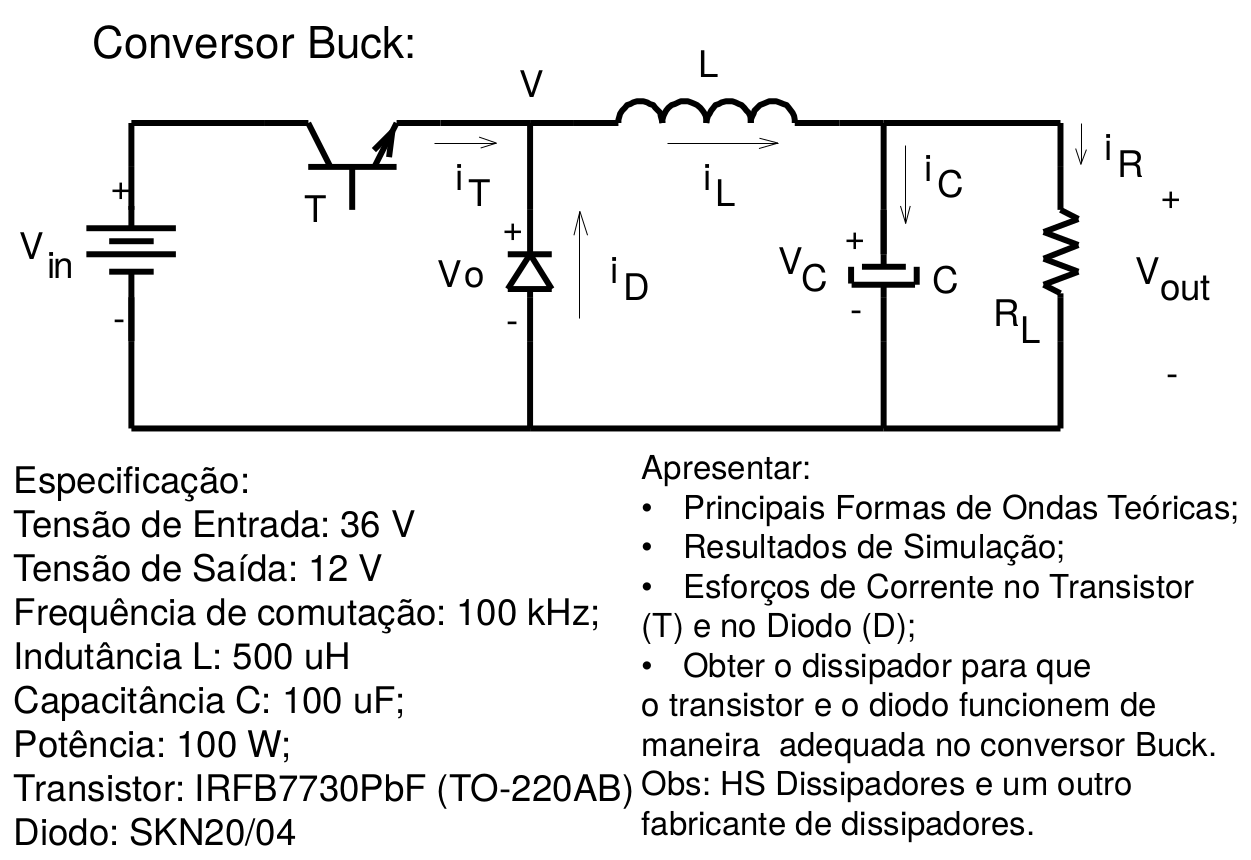 Conversor Buck:
V
L
+
T
iT
iL
iC
iR
+
Vin
+
Vo
iD
+
VC
C
Vout
-
-
-
RL
-
Especificação:
Tensão de Entrada: 36 V
Tensão de Saída: 12 V
Frequência de comutação: 100 kHz;
Indutância L: 500 uH
Capacitância C: 100 uF;
Potência: 100 W;
Transistor: IRFB7730PbF (TO-220AB)
Diodo: SKN20/04
Apresentar:
• Principais Formas de Ondas Teóricas;
• Resultados de Simulação;
• Esforços de Corrente no Transistor
(T) e no Diodo (D);
• Obter o dissipador para que
o transistor e o diodo funcionem de
maneira adequada no conversor Buck.
Obs: HS Dissipadores e um outro
fabricante de dissipadores.